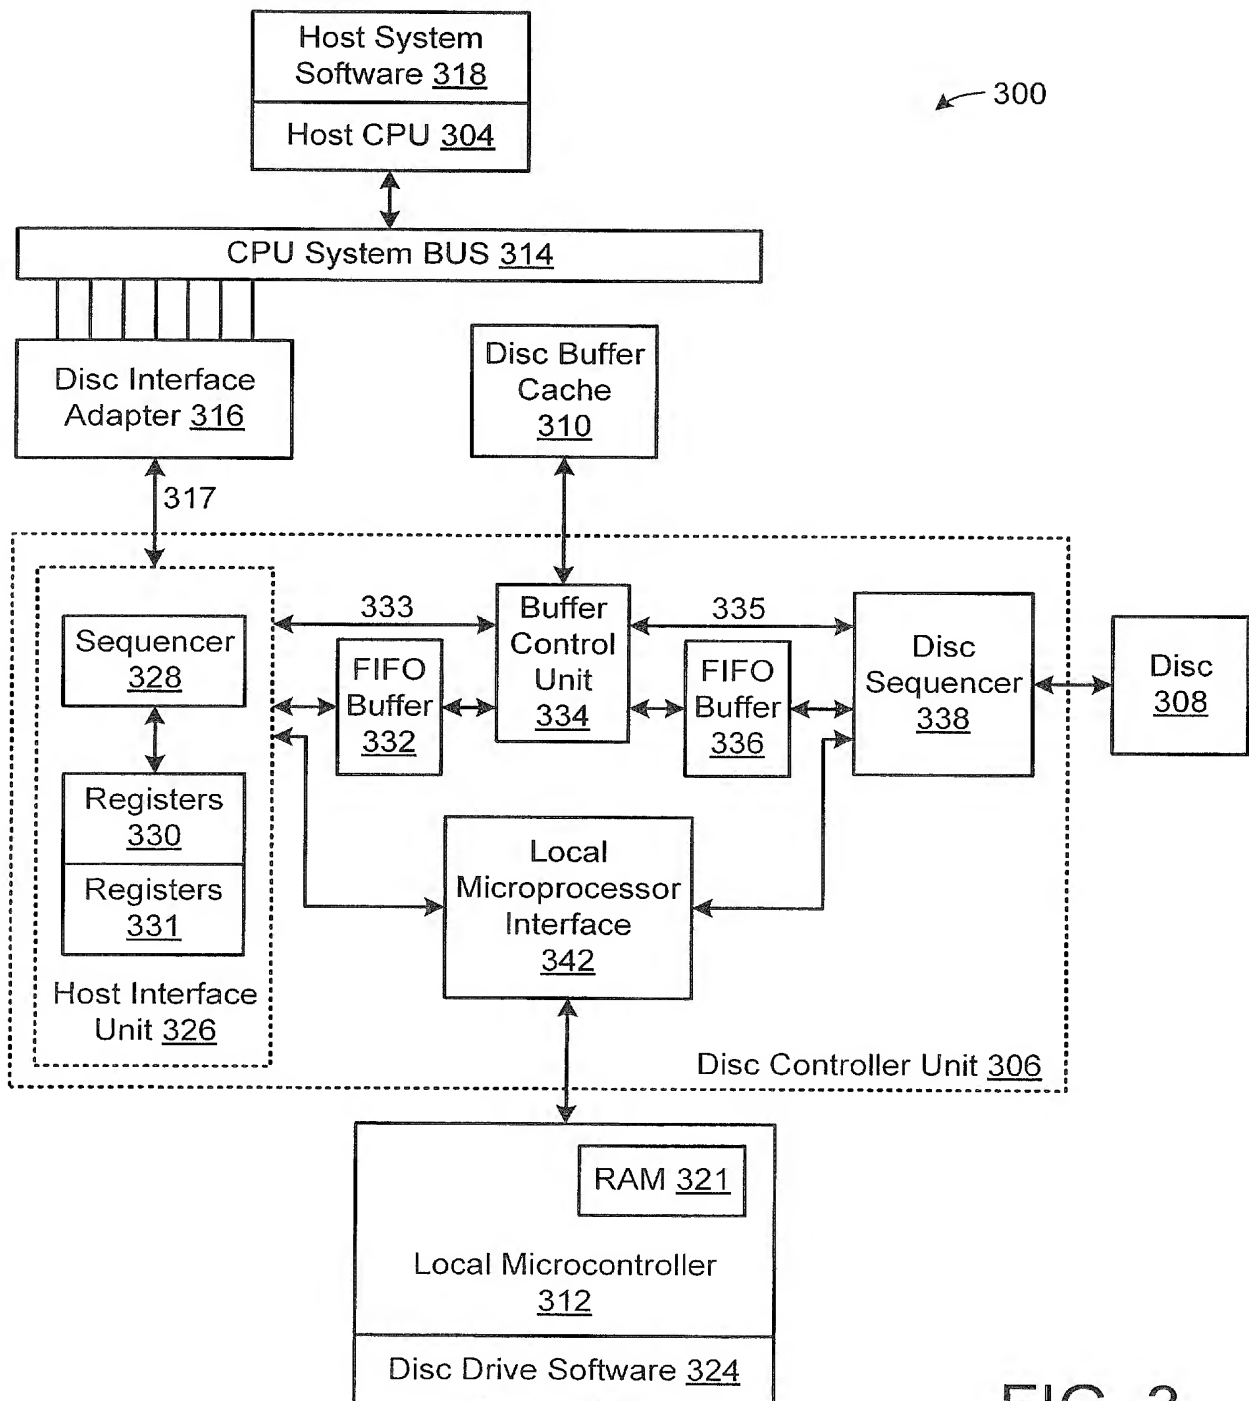 Host System
Software 318
Host CPU 304
300
CPU System BUS 314
Disc Interface
Adapter 316
Disc Buffer
Cache
310
317
Sequencer
328
Registers
330
Registers
331
Host Interface
Unit 326
333
FIFO
Buffer
332
Buffer
Control
Unit
334
335
FIFO
Buffer
336
Disc
Sequencer
338
Disc
308
Local
Microprocessor
Interface
342
Disc Controller Unit 306
RAM 321
Local Microcontroller
312
Disc Drive Software 324
FIG. 3